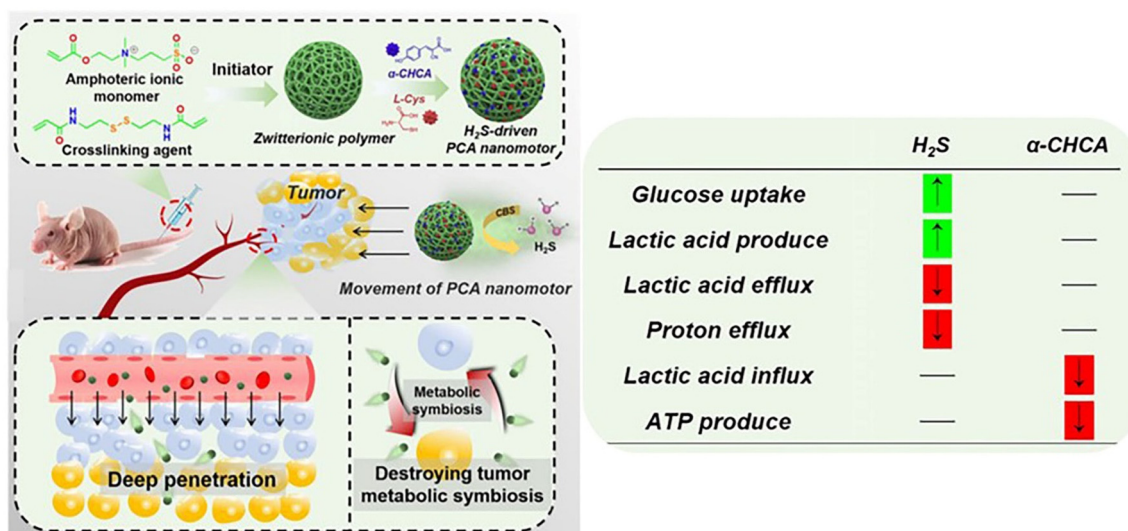 Amphoteric ionic
monomer
Crosslinking agent
Initiator
Zwitterionic polymer
α-CHCA
L-Cys
H₂S-driven
PCA nanomotor
Tumor
CBS
H₂S
Movement of PCA nanomotor
Deep penetration
Metabolic
symbiosis
Destroying tumor
metabolic symbiosis
H₂S α-CHCA
Glucose uptake ↑ —
Lactic acid produce ↑ —
Lactic acid efflux ↓ —
Proton efflux ↓ —
Lactic acid influx — ↓
ATP produce — ↓